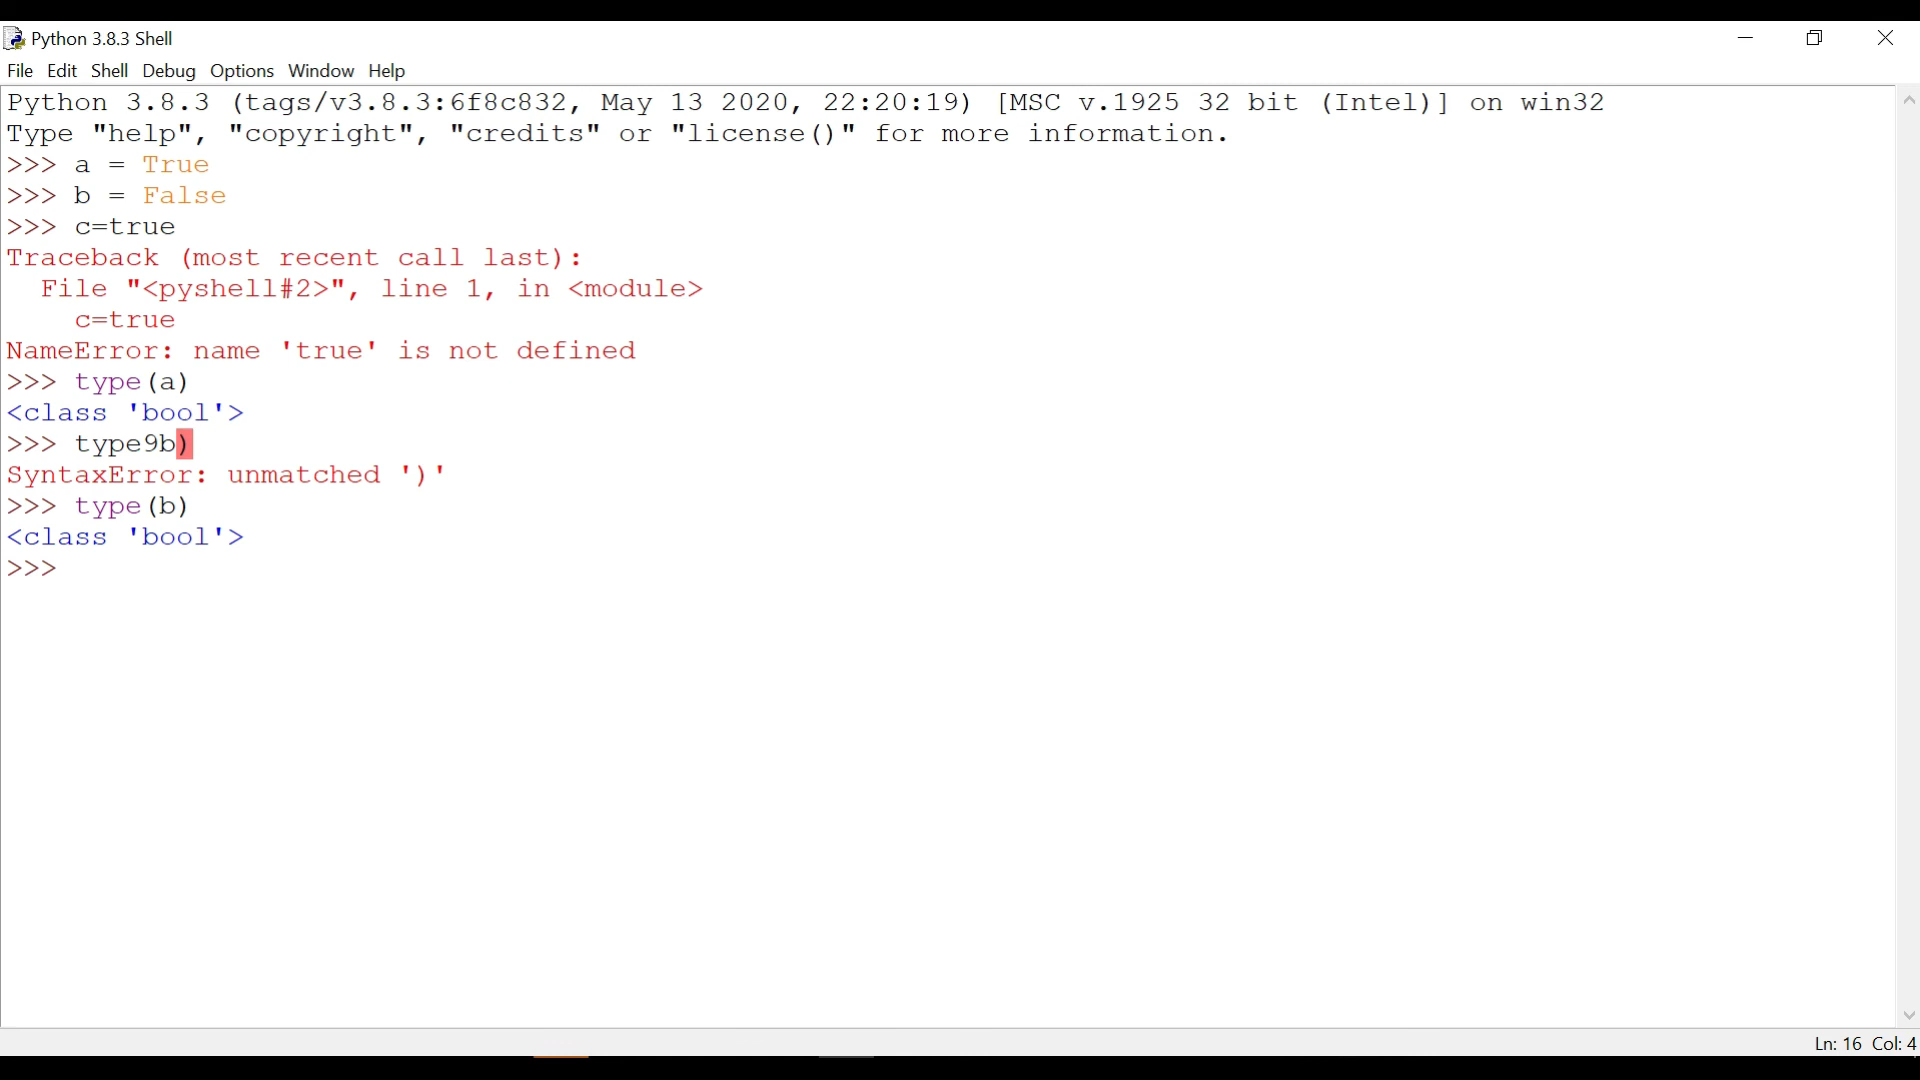 Python 3.8.3 Shell
File Edit Shell Debug Options Window Help
Python 3.8.3 (tags/v3.8.3:6f8c832, May 13 2020, 22:20:19) [MSC v.1925 32 bit (Intel)] on win32
Type "help", "copyright", "credits" or "license()" for more information.
>>> a = True
>>> b = False
>>> c=true
Traceback (most recent call last):
  File "<pyshell#2>", line 1, in <module>
    c=true
NameError: name 'true' is not defined
>>> type(a)
<class 'bool'>
>>> type9b)
SyntaxError: unmatched ')'
>>> type(b)
<class 'bool'>
>>>
Ln: 16 Col: 4